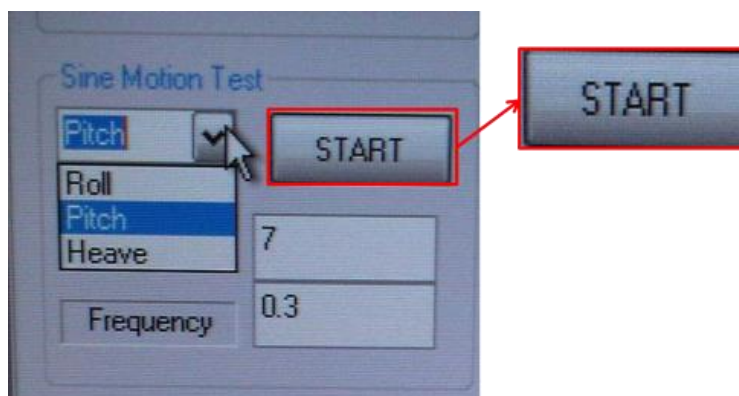 Sine Motion Test
Pitch
START
START
Roll
Pitch
Heave
7
Frequency
0.3